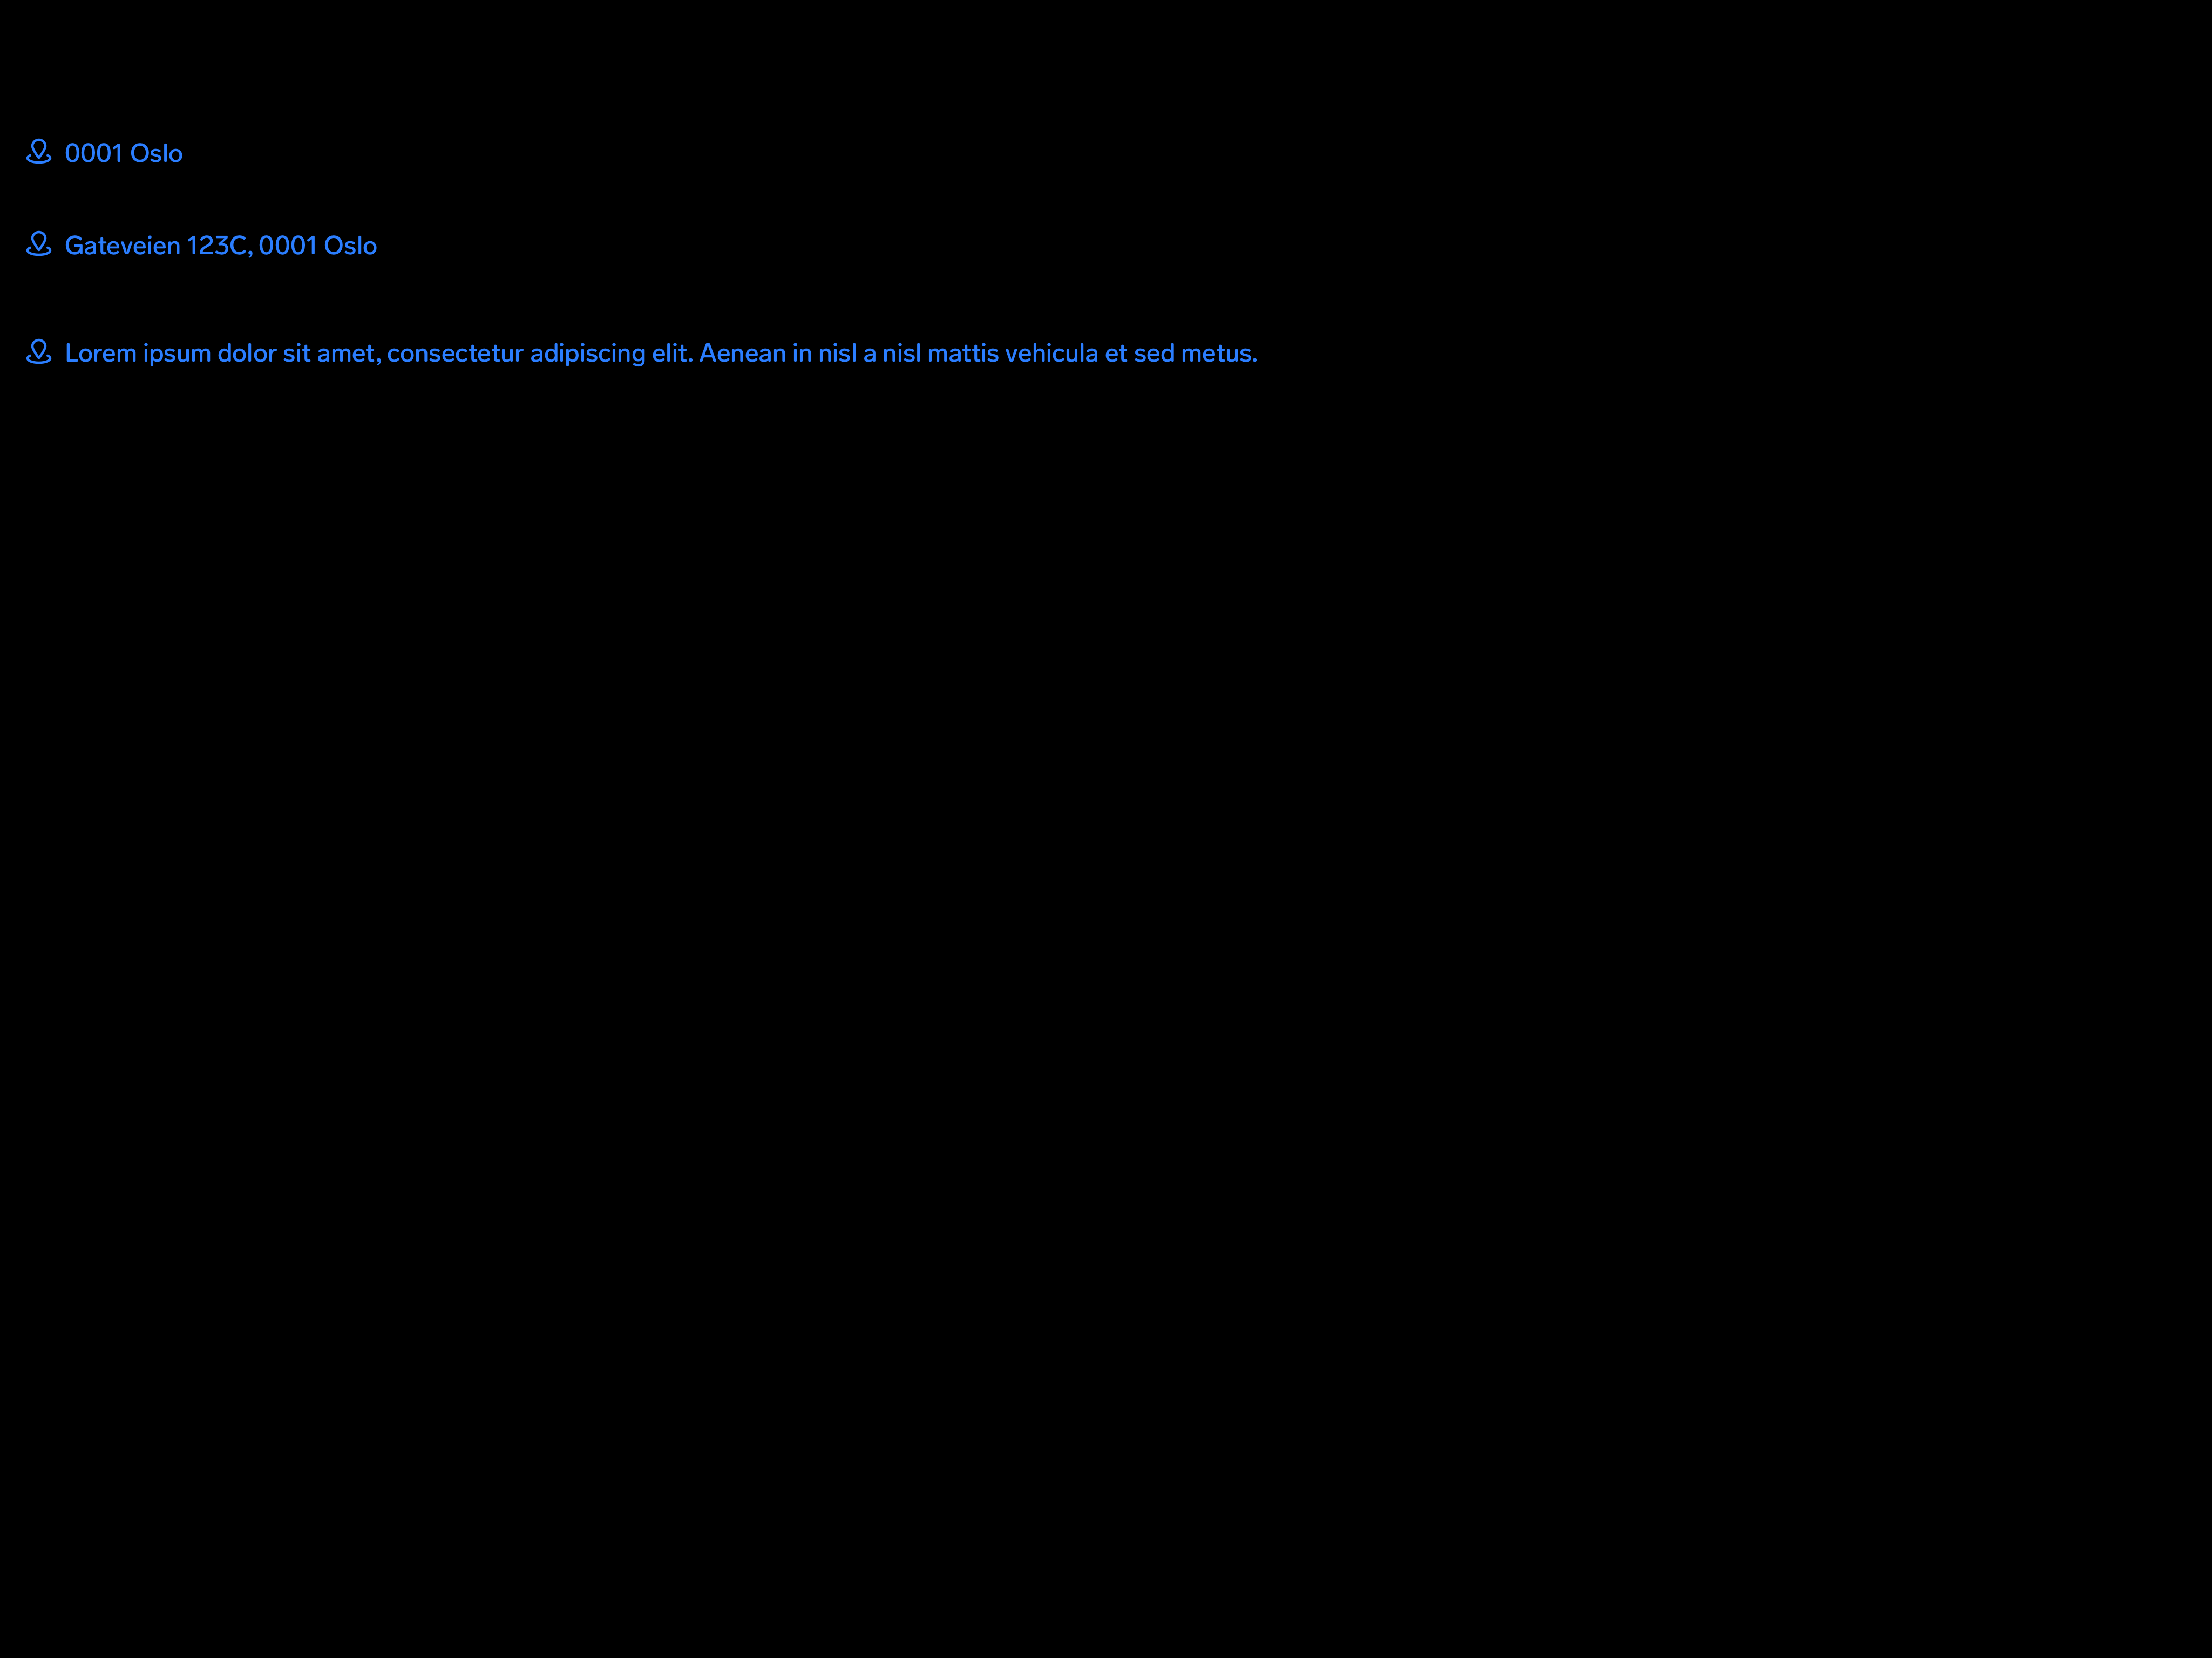 0001 Oslo
Gateveien 123C, 0001 Oslo
Lorem ipsum dolor sit amet, consectetur adipiscing elit. Aenean in nisl a nisl mattis vehicula et sed metus.